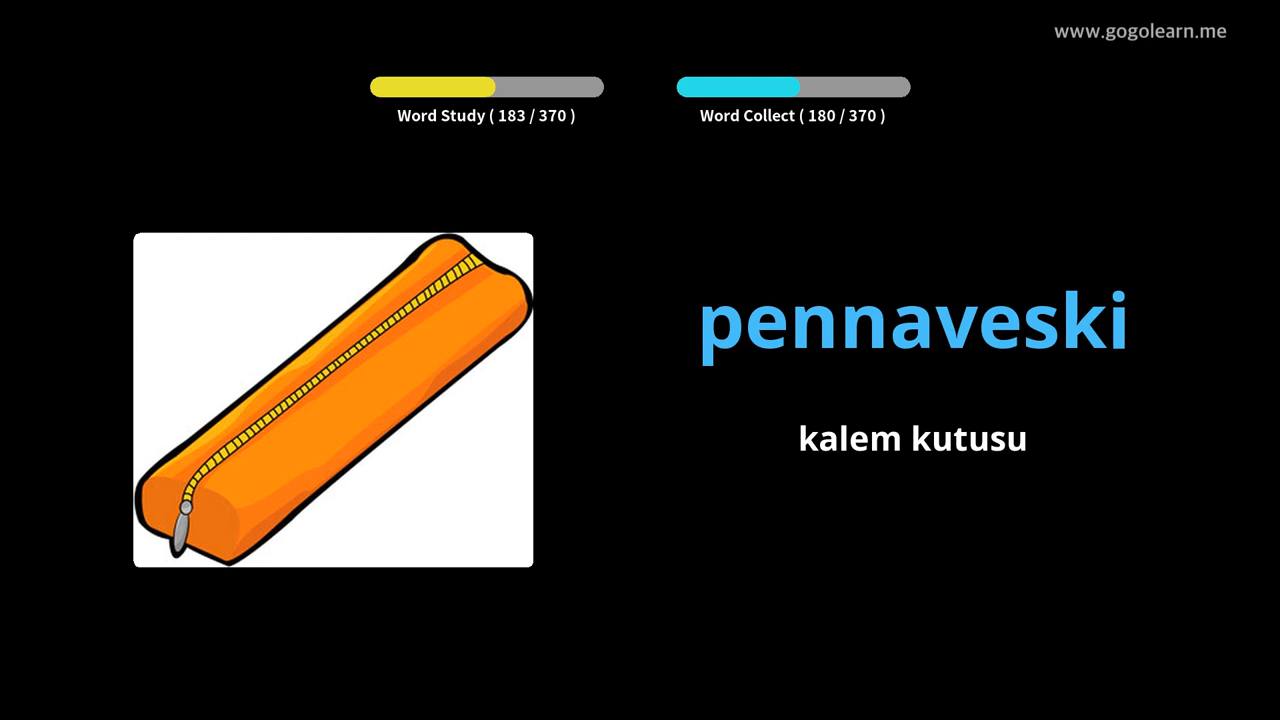 www.gogolearn.me
Word Study ( 183 / 370 )
Word Collect ( 180 / 370 )
pennaveski
kalem kutusu